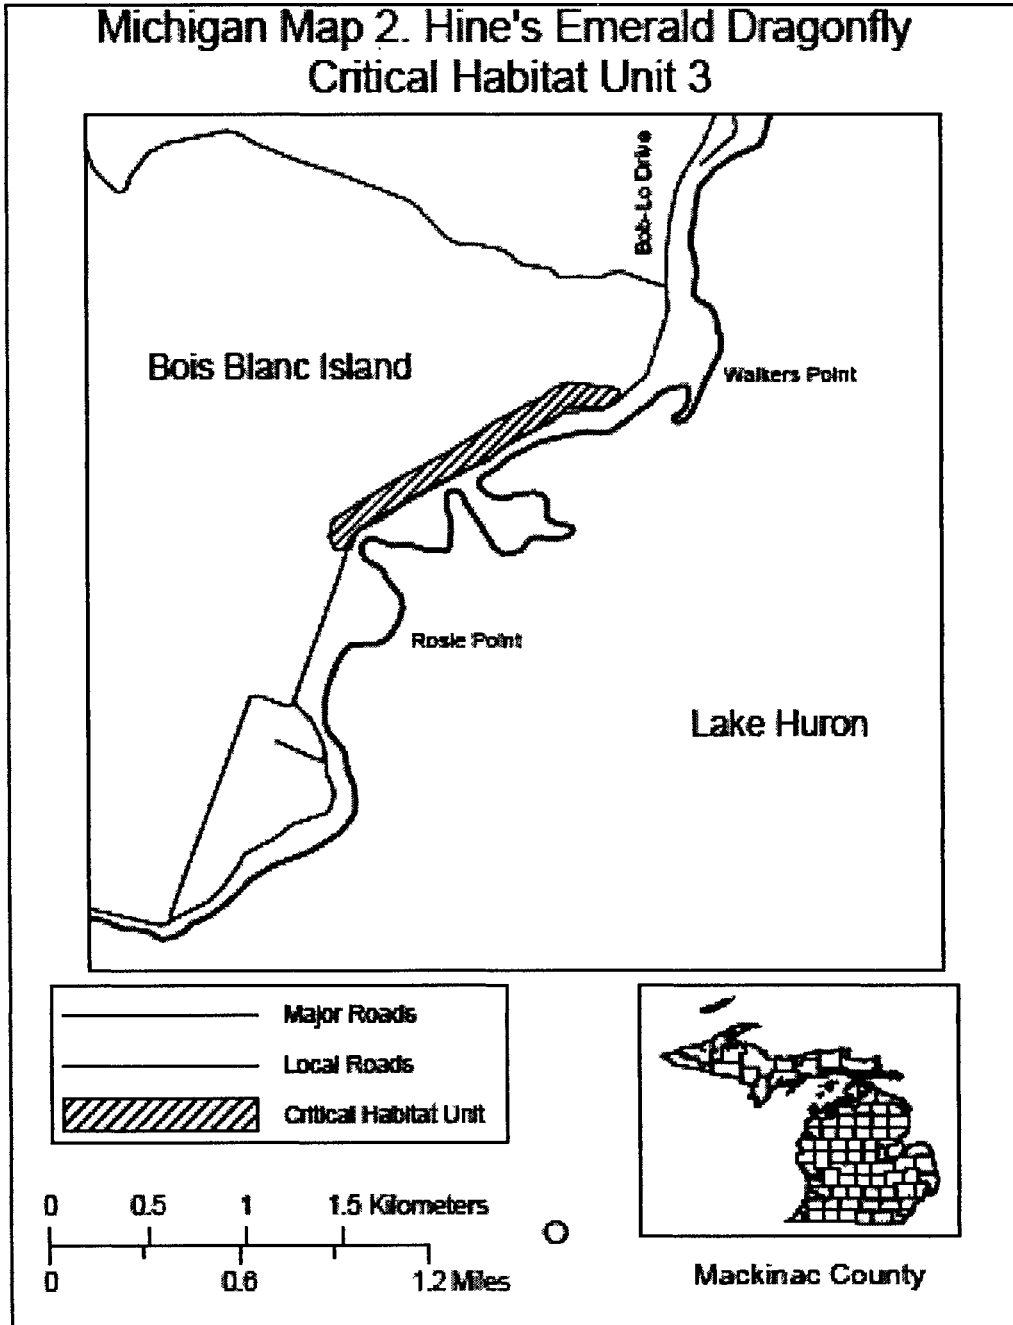 Michigan Map 2. Hine's Emerald Dragonfly
Critical Habitat Unit 3
Bob-Lo Drive
Bois Blanc Island
Walkers Point
Rosie Point
Lake Huron
Major Roads
Local Roads
Critical Habitat Unit
0 0.5 1 1.5 Kilometers
0 0.6 1.2 Miles
Mackinac County